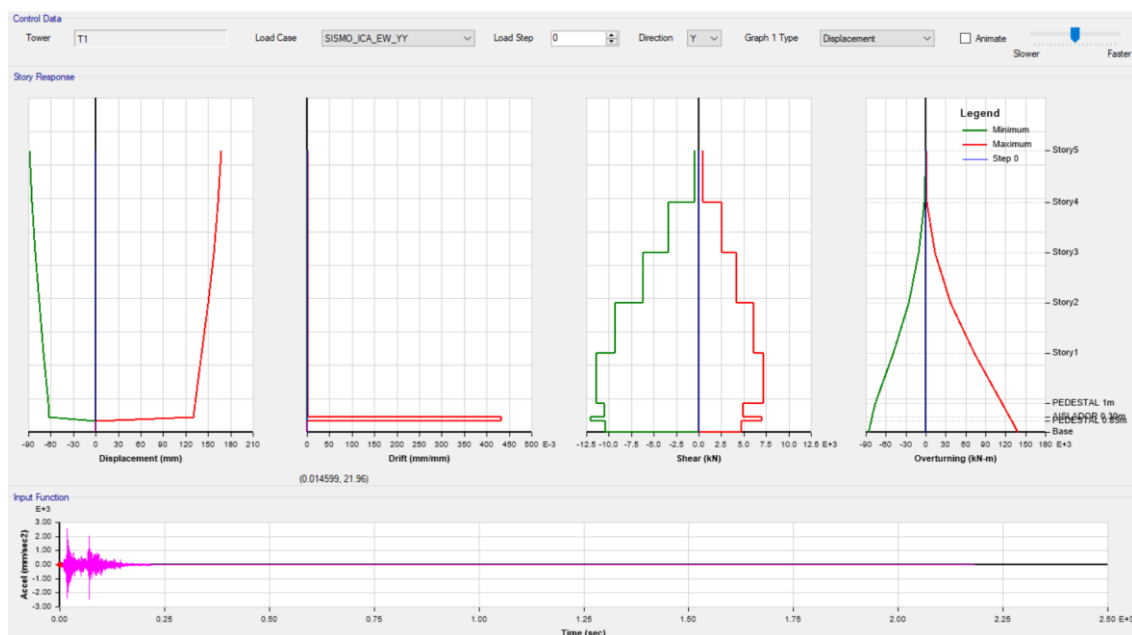 Control Data
Tower T1 Load Case SISMO_ICA_EW_YY Load Step 0 Direction Y Graph 1 Type Displacement Animate
Slower Faster
Story Response
Legend
Minimum
Maximum
Step 0
Story5
Story4
Story3
Story2
Story1
PEDESTAL 1m
AISLADOR 0.30m
PEDESTAL 0.65m
Base
-90 -60 -30 0 30 60 90 120 150 180 210
Displacement (mm)
0 50 100 150 200 250 300 350 400 450 500 E-3
Drift (mm/mm)
-12.5 -10.0 -7.5 -5.0 -2.5 0.0 2.5 5.0 7.5 10.0 12.5 E+3
Shear (kN)
-90 -60 -30 0 30 60 90 120 150 180 E+3
Overturning (kN-m)
(0.014599, 21.96)
Input Function
E+3
Accel (mm/sec2)
3.00
2.00
1.00
0.00
-1.00
-2.00
-3.00
0.00 0.25 0.50 0.75 1.00 1.25 1.50 1.75 2.00 2.25 2.50 E+3
Time (sec)